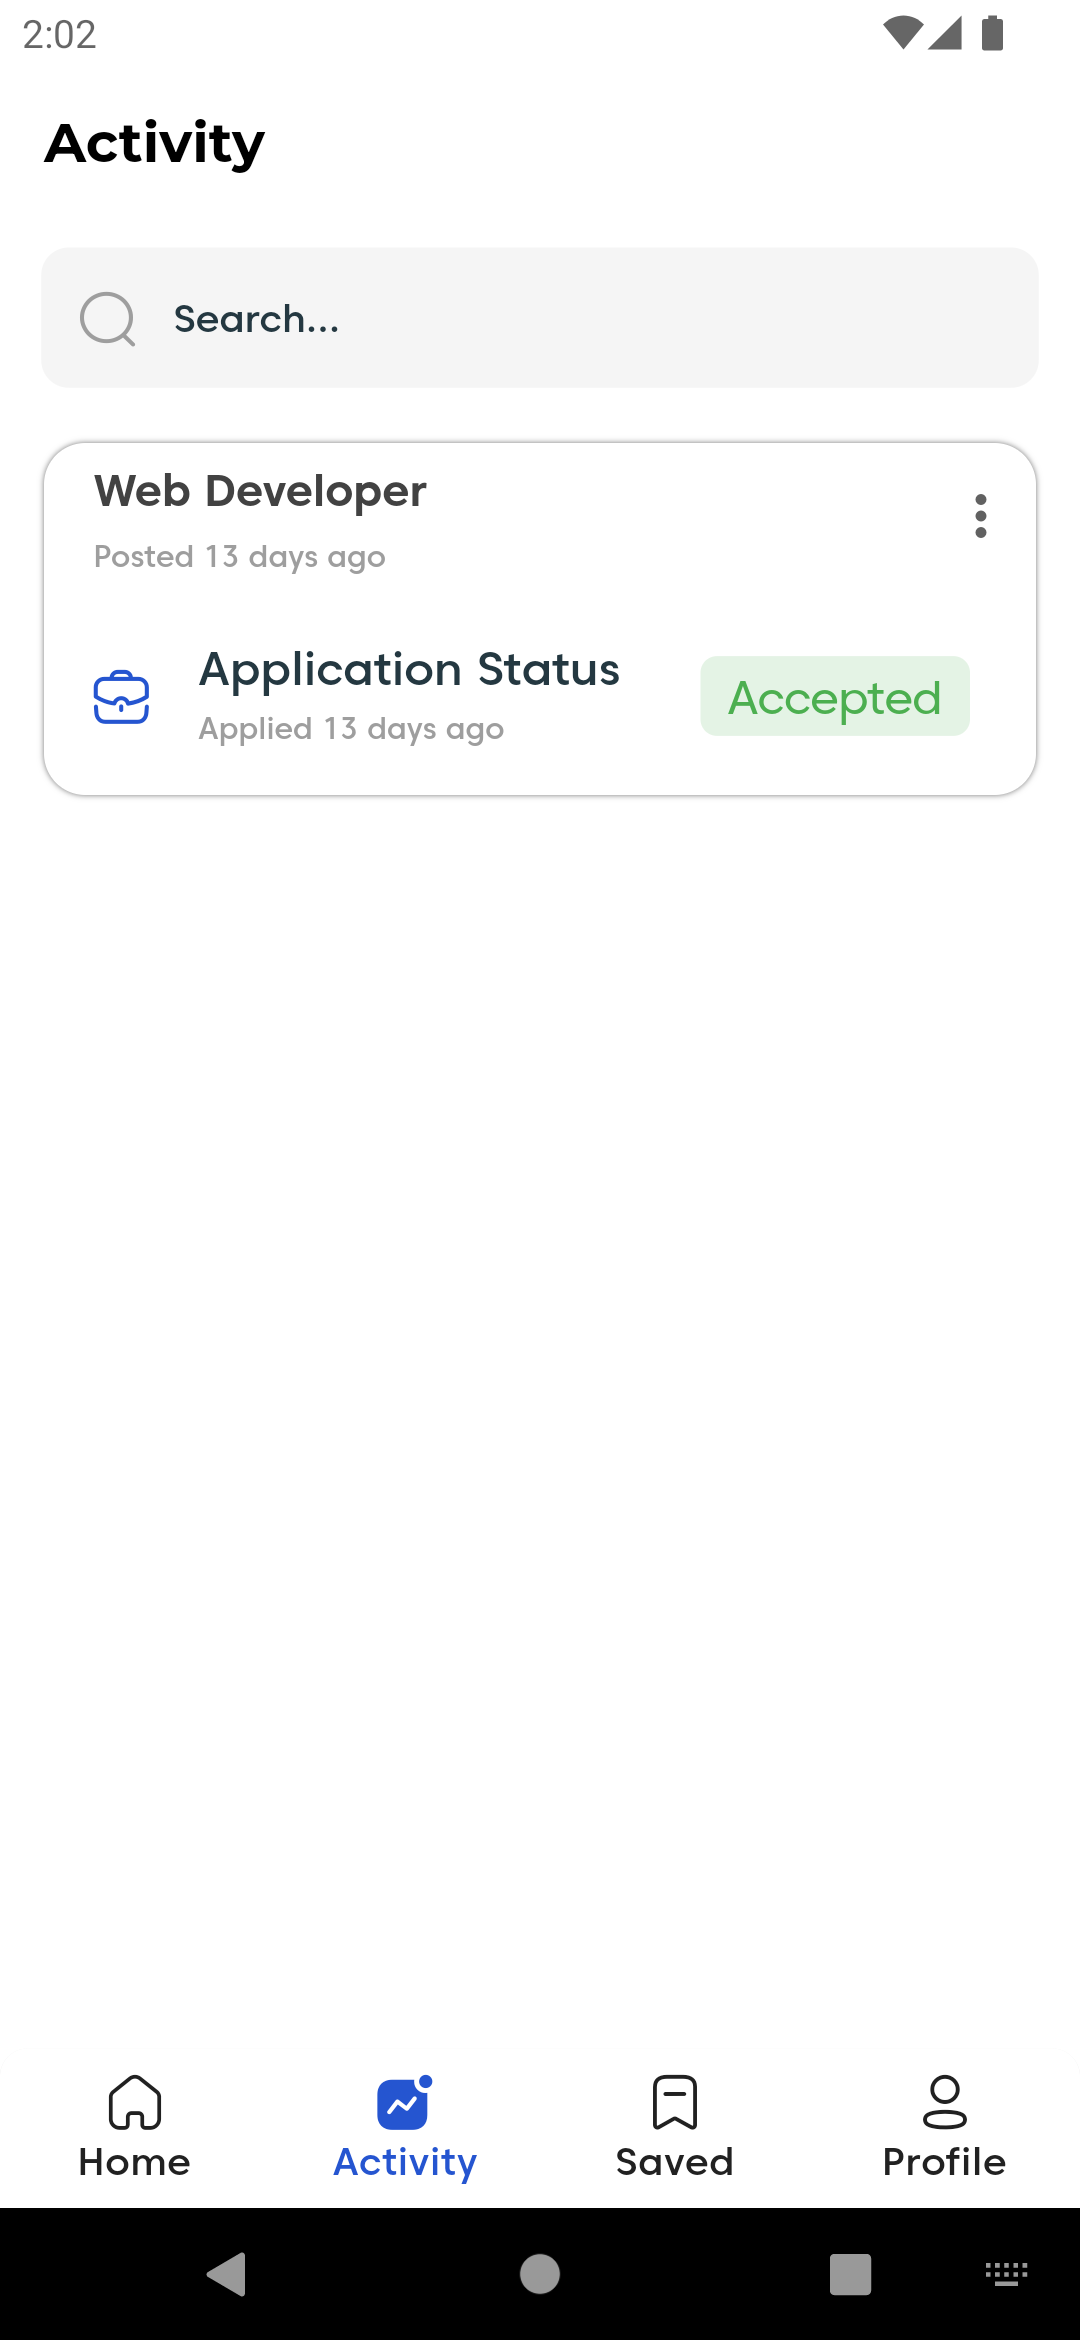 2:02
Activity
Search...
Web Developer
Posted 13 days ago
Application Status
Applied 13 days ago
Accepted
Home
Activity
Saved
Profile